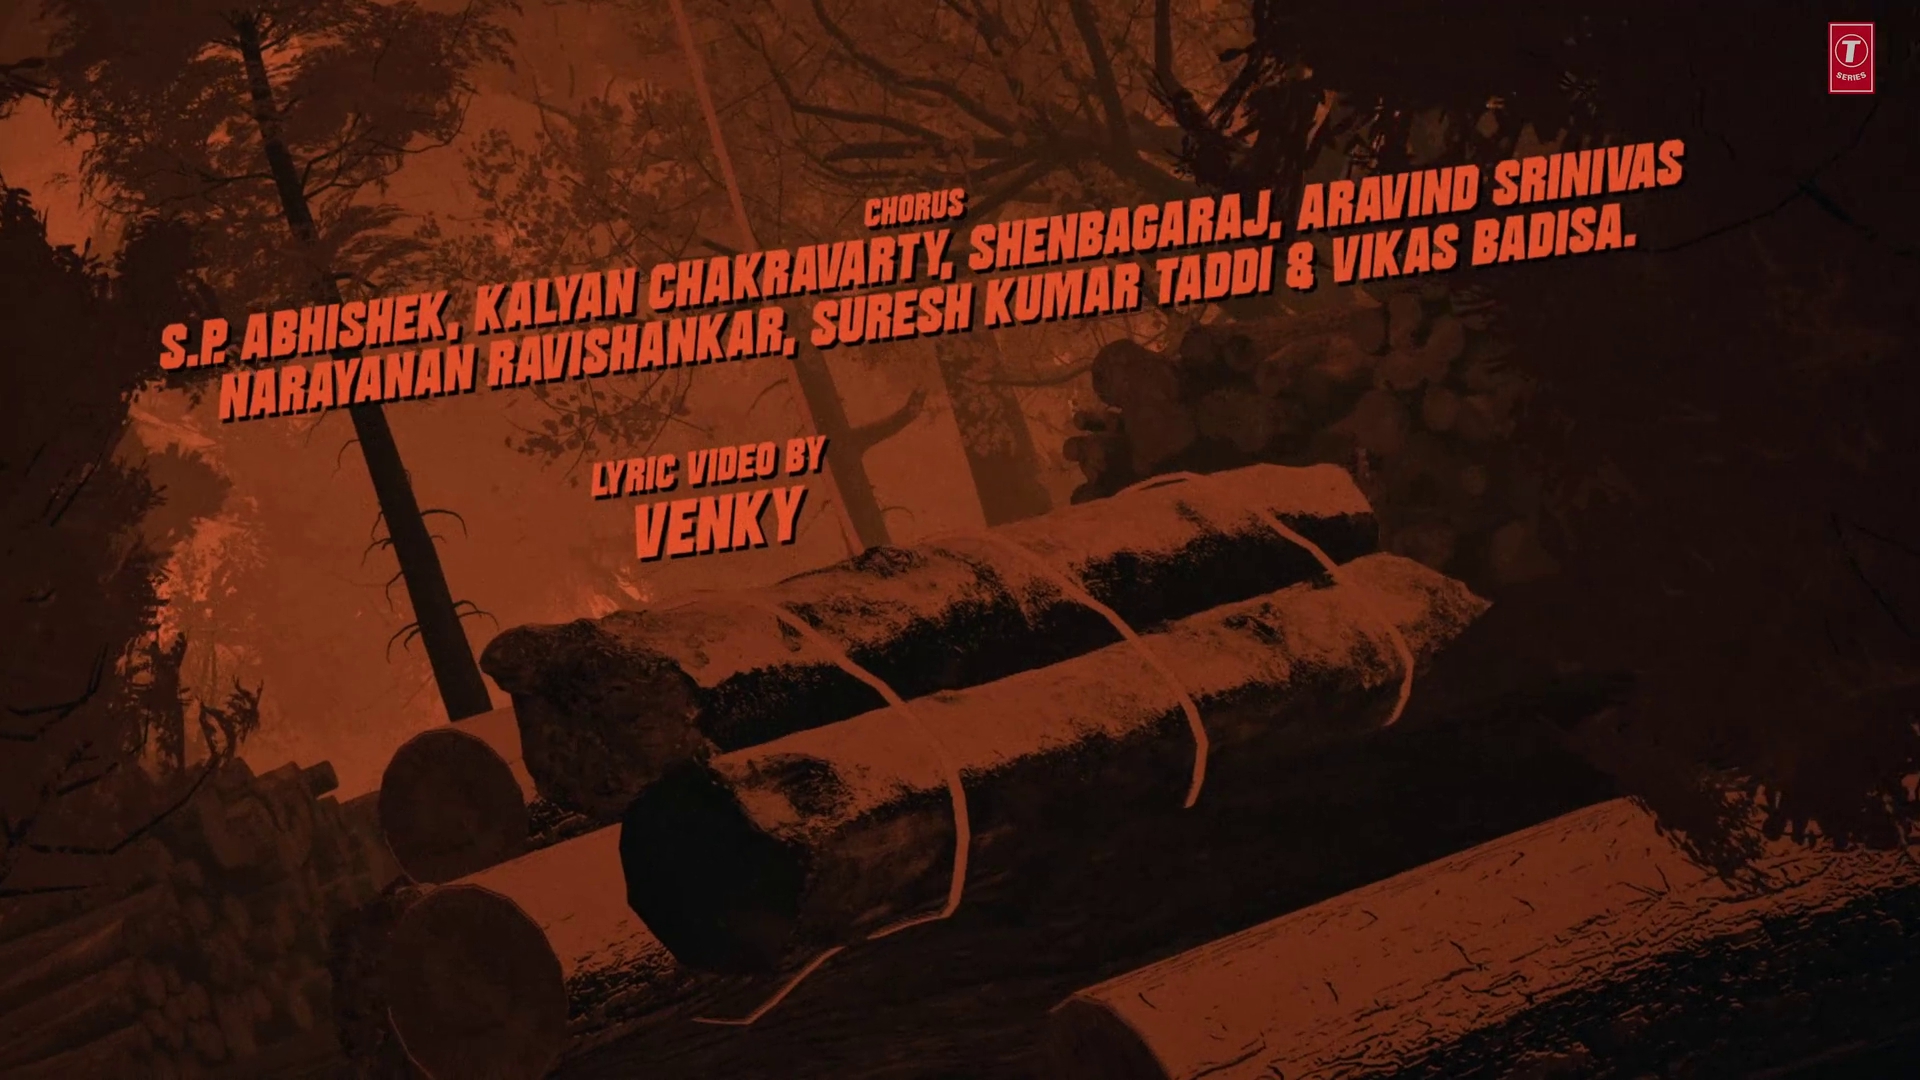 T
SERIES
CHORUS
S.P. ABHISHEK, KALYAN CHAKRAVARTY, SHENBAGARAJ, ARAVIND SRINIVAS
NARAYANAN RAVISHANKAR, SURESH KUMAR TADDI & VIKAS BADISA.
LYRIC VIDEO BY
VENKY